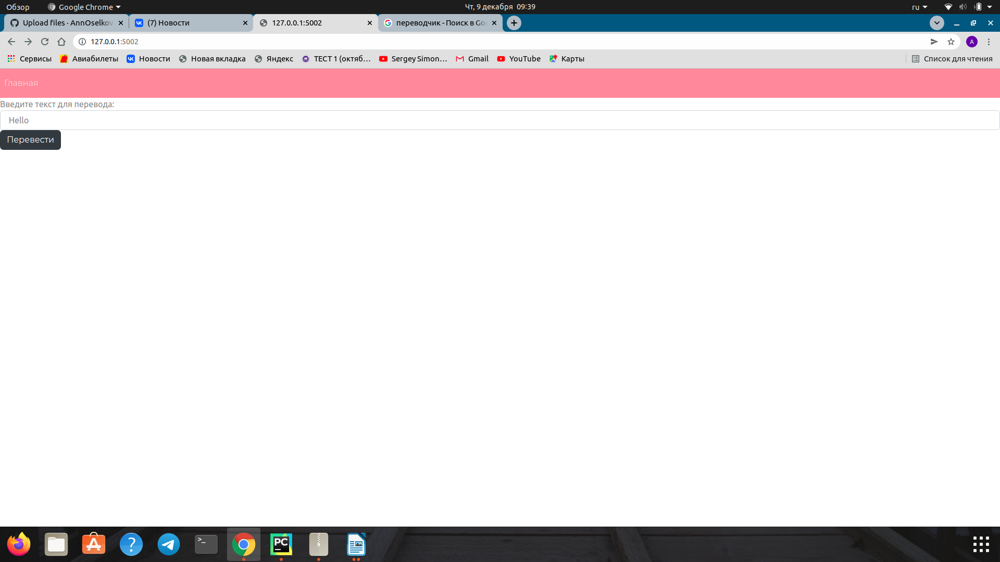 Обзор
Google Chrome
Чт, 9 декабря 09:39
ru
Upload files · AnnOselkov
(7) Новости
127.0.0.1:5002
переводчик - Поиск в Goo
127.0.0.1:5002
A
Сервисы
Авиабилеты
Новости
Новая вкладка
Яндекс
ТЕСТ 1 (октяб...
Sergey Simon...
Gmail
YouTube
Карты
Список для чтения
Главная
Введите текст для перевода:
Hello
Перевести
PC